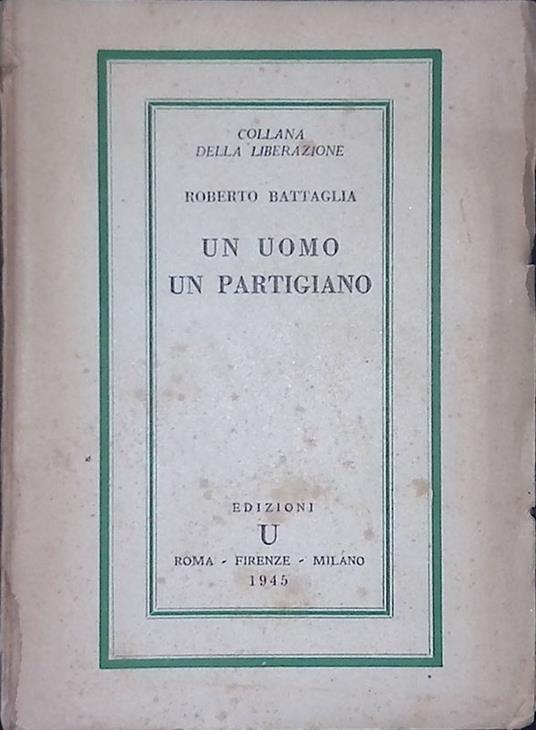 COLLANA
DELLA LIBERAZIONE
ROBERTO BATTAGLIA
UN UOMO
UN PARTIGIANO
EDIZIONI
U
ROMA - FIRENZE - MILANO
1945